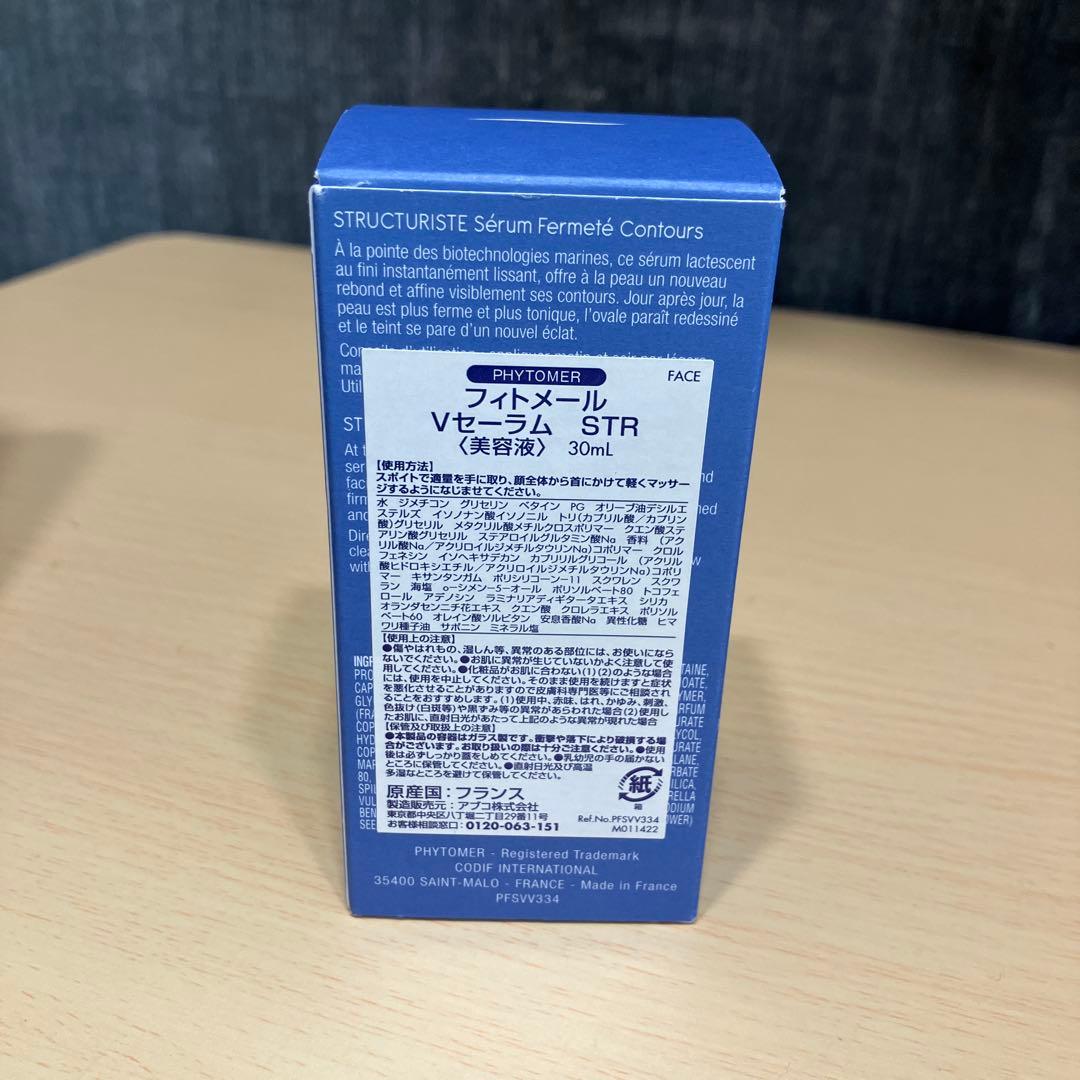 STRUCTURISTE Sérum Fermeté Contours
À la pointe des biotechnologies marines, ce sérum lactescent
au fini instantanément lissant, offre à la peau un nouveau
rebond et affine visiblement ses contours. Jour après jour, la
peau est plus ferme et plus tonique, l'ovale paraît redessiné
et le teint se pare d'un nouvel éclat.
PHYTOMER FACE
フィトメール
Vセーラム STR
〈美容液〉 30mL
【使用方法】
スポイトで適量を手に取り、顔全体から首にかけて軽くマッサー
ジするようになじませてください。
水 ジメチコン グリセリン ベタイン PG オリーブ油デシルエ
ステルズ イソノナン酸イソノニル トリ(カプリル酸/カプリン
酸)グリセリル メタクリル酸メチルクロスポリマー クエン酸ステ
アリン酸グリセリル ステアロイルグルタミン酸Na 香料 (アク
リル酸Na/アクリロイルジメチルタウリンNa)コポリマー クロル
フェネシン イソヘキサデカン カプリリルグリコール (アクリル
酸ヒドロキシエチル/アクリロイルジメチルタウリンNa)コポリ
マー キサンタンガム ポリシリコーン-11 スクワレン スクワ
ラン 海塩 o-シメン-5-オール ポリソルベート80 トコフェ
ロール アデノシン ラミナリアディギタータエキス シリカ
オランダセンニチ花エキス クエン酸 クロレラエキス ポリソル
ベート60 オレイン酸ソルビタン 安息香酸Na 異性化糖 ヒマ
ワリ種子油 サポニン ミネラル塩
【使用上の注意】
●傷やはれもの、湿しん等、異常のある部位には、お使いになら
ないでください。●お肌に異常が生じていないかよく注意して使
用してください。●化粧品がお肌に合わない(1)(2)のような場合
には、使用を中止してください。そのまま使用を続けますと症状
を悪化させることがありますので皮膚科専門医等にご相談され
ることをおすすめします。(1)使用中、赤味、はれ、かゆみ、刺激、
色抜け(白斑等)や黒ずみ等の異常があらわれた場合(2)使用し
たお肌に、直射日光があたって上記のような異常が現れた場合
【保管及び取扱上の注意】
●本製品の容器はガラス製です。衝撃や落下により破損する場
合がございます。お取り扱いの際は十分ご注意ください。●使用
後は必ずしっかり蓋をしめてください。●乳幼児の手の届かない
ところに保管してください。●直射日光及び高温
多湿なところを避けて保管してください。
原産国:フランス
製造販売元:アブコ株式会社
東京都中央区八丁堀二丁目29番11号
お客様相談窓口:0120-063-151
紙
箱
Ref.No.PFSVV334
M011422
PHYTOMER - Registered Trademark
CODIF INTERNATIONAL
35400 SAINT-MALO - FRANCE - Made in France
PFSVV334